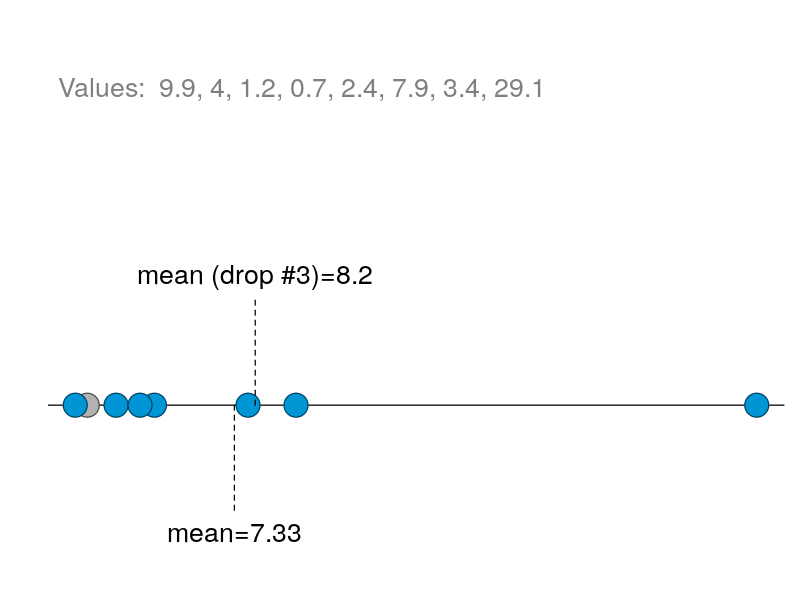 Values: 9.9, 4, 1.2, 0.7, 2.4, 7.9, 3.4, 29.1
mean (drop #3)=8.2
mean=7.33